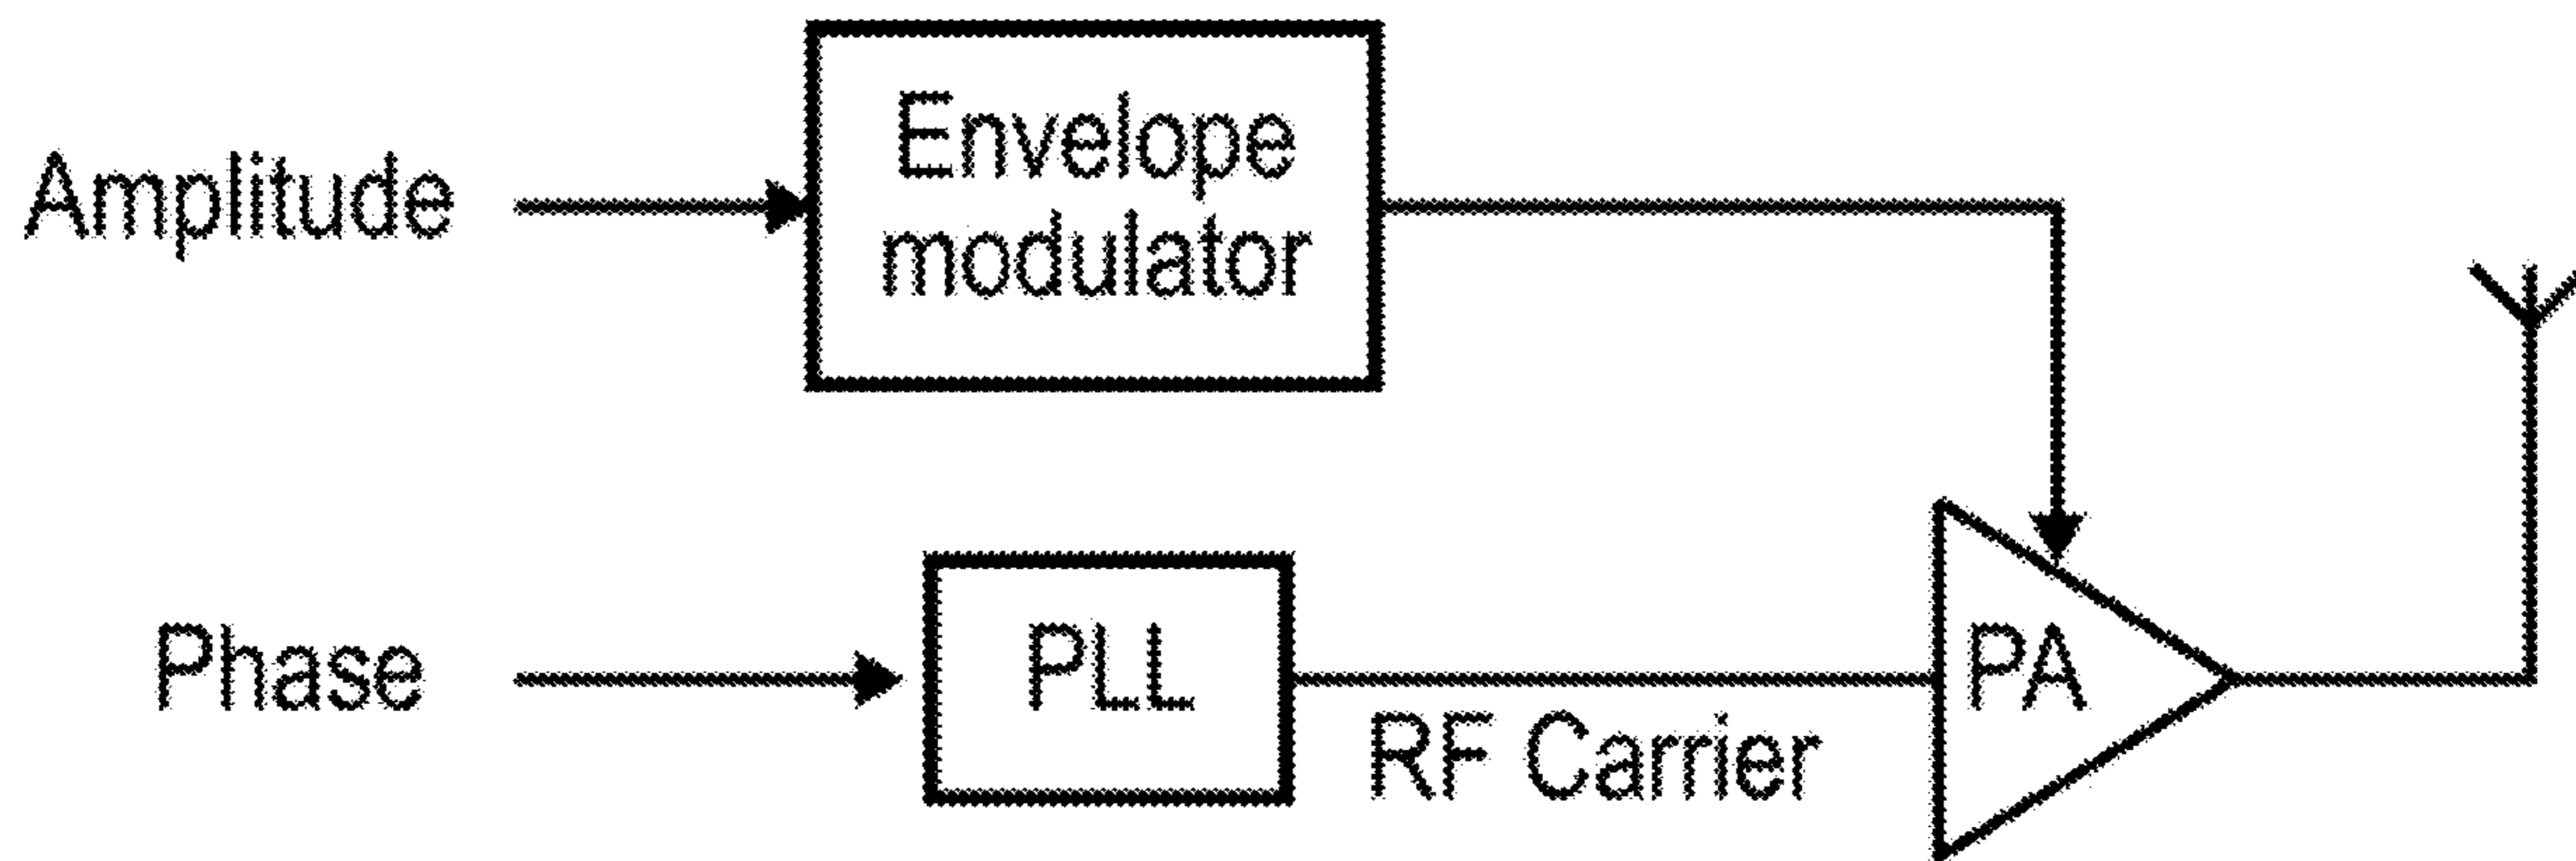 Amplitude
Envelope
modulator
Phase
PLL
RF Carrier
PA